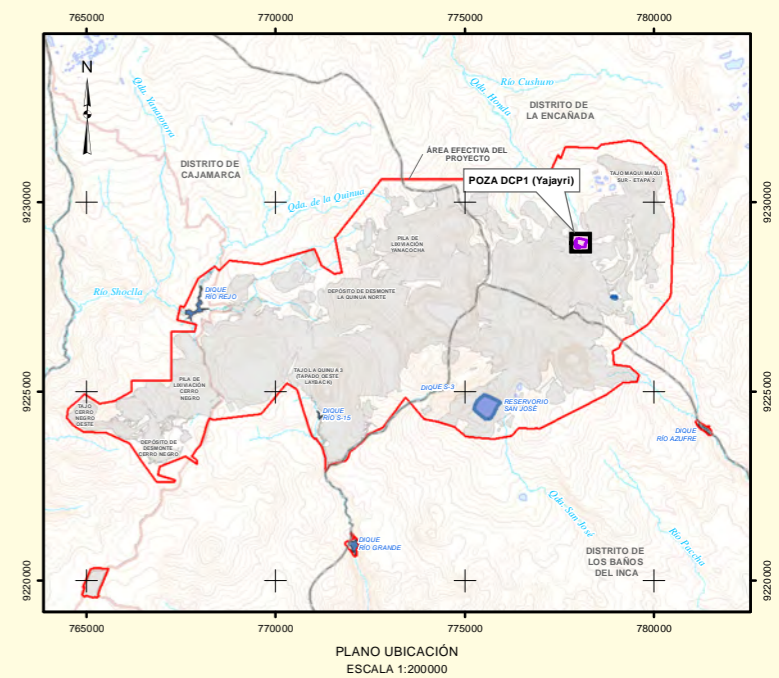 765000
770000
775000
780000
N
Qda. Yanatotora
Qda. Honda
Río Cushuro
DISTRITO DE
LA ENCAÑADA
ÁREA EFECTIVA DEL
PROYECTO
DISTRITO DE
CAJAMARCA
TAJO MAQUI MAQUI
SUR - ETAPA 2
POZA DCP1 (Yajayri)
Qda. de la Quinua
9230000
9230000
PILA DE
LIXIVIACIÓN
YANACOCHA
Río Shoclla
DIQUE
RÍO REJO
DEPÓSITO DE DESMONTE
LA QUINUA NORTE
TAJO LA QUINUA 3
(TAPADO OESTE
LAYBACK)
PILA DE
LIXIVIACIÓN
CERRO
NEGRO
DIQUE S-3
9225000
9225000
TAJO
CERRO
NEGRO
OESTE
RESERVORIO
SAN JOSÉ
DIQUE
RÍO S-15
DEPÓSITO DE
DESMONTE
CERRO NEGRO
DIQUE
RÍO AZUFRE
Qda. San José
Río Paccha
DIQUE
RÍO GRANDE
DISTRITO DE
LOS BAÑOS
DEL INCA
9220000
9220000
765000
770000
775000
780000
PLANO UBICACIÓN
ESCALA 1:200000